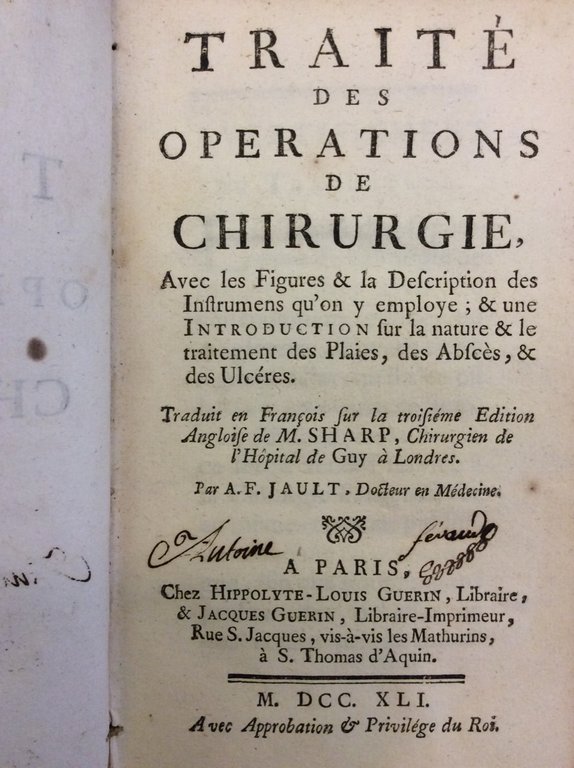 TRAITÉ
DES
OPERATIONS
DE
CHIRURGIE,
Avec les Figures & la Deſcription des
Inſtrumens qu'on y employe ; & une
INTRODUCTION ſur la nature & le
traitement des Plaies, des Abſcès, &
des Ulcéres.
Traduit en François ſur la troiſiéme Edition
Angloiſe de M. SHARP, Chirurgien de
l'Hôpital de Guy à Londres.
Par A. F. JAULT, Docteur en Médecine.
Antoine
A PARIS,
Chez HIPPOLYTE-LOUIS GUERIN, Libraire,
& JACQUES GUERIN, Libraire-Imprimeur,
Rue S. Jacques, vis-à-vis les Mathurins,
à S. Thomas d'Aquin.
M. DCC. XLI.
Avec Approbation & Privilége du Roi.